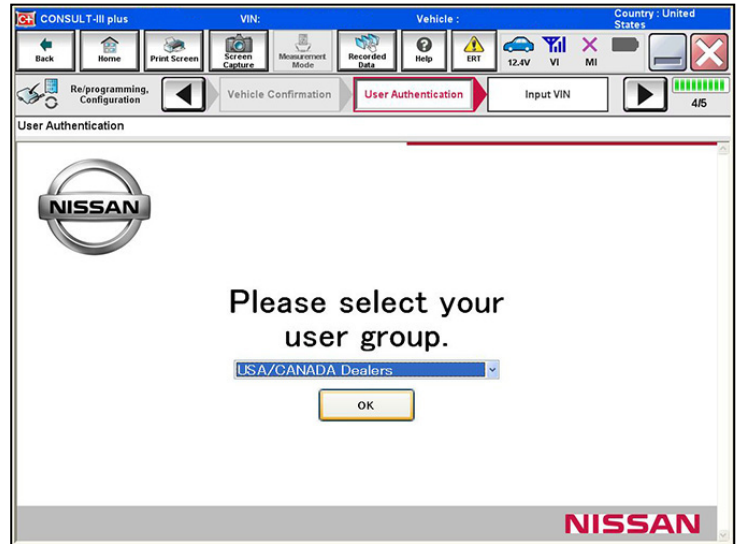 C+ CONSULT-III plus VIN: Vehicle : Country : United States
Back Home Print Screen Screen Capture Measurement Mode Recorded Data Help ERT 12.4V VI MI
Re/programming, Configuration Vehicle Confirmation User Authentication Input VIN 4/5
User Authentication
NISSAN
Please select your
user group.
USA/CANADA Dealers
OK
NISSAN